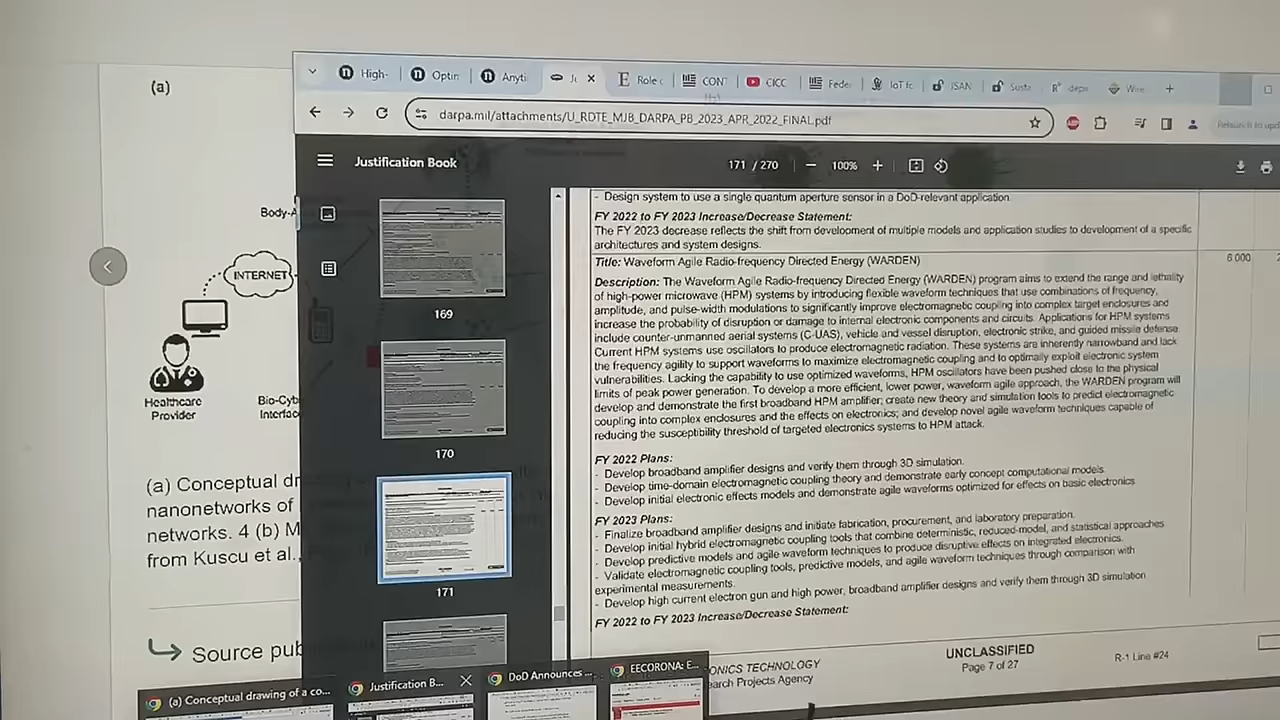 (a)
Body-A
INTERNET
Healthcare
Provider
Bio-Cyb
Interfac
(a) Conceptual dr
nanonetworks of
networks. 4 (b) M
from Kuscu et al.,
Source pub
High-
Optin
Anyti
Role c
CON
CICC
Fede
IoT fc
ISAN
Susta
deps
Wire
darpa.mil/attachments/U_RDTE_MJB_DARPA_PB_2023_APR_2022_FINAL.pdf
Relaunch to upd
Justification Book
171 / 270
100%
169
170
171
- Design system to use a single quantum aperture sensor in a DoD-relevant application.
FY 2022 to FY 2023 Increase/Decrease Statement:
The FY 2023 decrease reflects the shift from development of multiple models and application studies to development of a specific
architectures and system designs.
Title: Waveform Agile Radio-frequency Directed Energy (WARDEN)
6.000
Description: The Waveform Agile Radio-frequency Directed Energy (WARDEN) program aims to extend the range and lethality
of high-power microwave (HPM) systems by introducing flexible waveform techniques that use combinations of frequency,
amplitude, and pulse-width modulations to significantly improve electromagnetic coupling into complex target enclosures and
increase the probability of disruption or damage to internal electronic components and circuits. Applications for HPM systems
include counter-unmanned aerial systems (C-UAS), vehicle and vessel disruption, electronic strike, and guided missile defense.
Current HPM systems use oscillators to produce electromagnetic radiation. These systems are inherently narrowband and lack
the frequency agility to support waveforms to maximize electromagnetic coupling and to optimally exploit electronic system
vulnerabilities. Lacking the capability to use optimized waveforms, HPM oscillators have been pushed close to the physical
limits of peak power generation. To develop a more efficient, lower power, waveform agile approach, the WARDEN program will
develop and demonstrate the first broadband HPM amplifier; create new theory and simulation tools to predict electromagnetic
coupling into complex enclosures and the effects on electronics; and develop novel agile waveform techniques capable of
reducing the susceptibility threshold of targeted electronics systems to HPM attack.
FY 2022 Plans:
- Develop broadband amplifier designs and verify them through 3D simulation.
- Develop time-domain electromagnetic coupling theory and demonstrate early concept computational models.
- Develop initial electronic effects models and demonstrate agile waveforms optimized for effects on basic electronics
FY 2023 Plans:
- Finalize broadband amplifier designs and initiate fabrication, procurement, and laboratory preparation.
- Develop initial hybrid electromagnetic coupling tools that combine deterministic, reduced-model, and statistical approaches
- Develop predictive models and agile waveform techniques to produce disruptive effects on integrated electronics.
- Validate electromagnetic coupling tools, predictive models, and agile waveform techniques through comparison with
experimental measurements.
- Develop high current electron gun and high power, broadband amplifier designs and verify them through 3D simulation
FY 2022 to FY 2023 Increase/Decrease Statement:
ONICS TECHNOLOGY
earch Projects Agency
UNCLASSIFIED
Page 7 of 27
R-1 Line #24
(a) Conceptual drawing of a co...
Justification B...
DoD Announces ...
EECORONA: E...